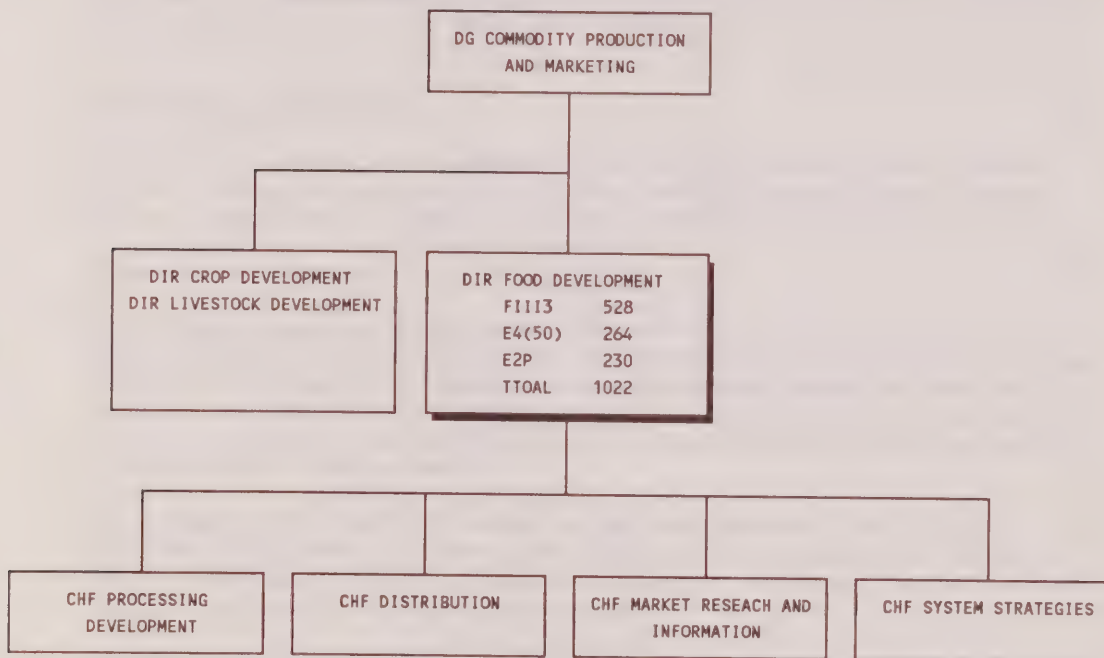 DG COMMODITY PRODUCTION
AND MARKETING
DIR CROP DEVELOPMENT
DIR LIVESTOCK DEVELOPMENT
DIR FOOD DEVELOPMENT
FIII3 528
E4(50) 264
E2P 230
TTOAL 1022
CHF PROCESSING
DEVELOPMENT
CHF DISTRIBUTION
CHF MARKET RESEACH AND
INFORMATION
CHF SYSTEM STRATEGIES